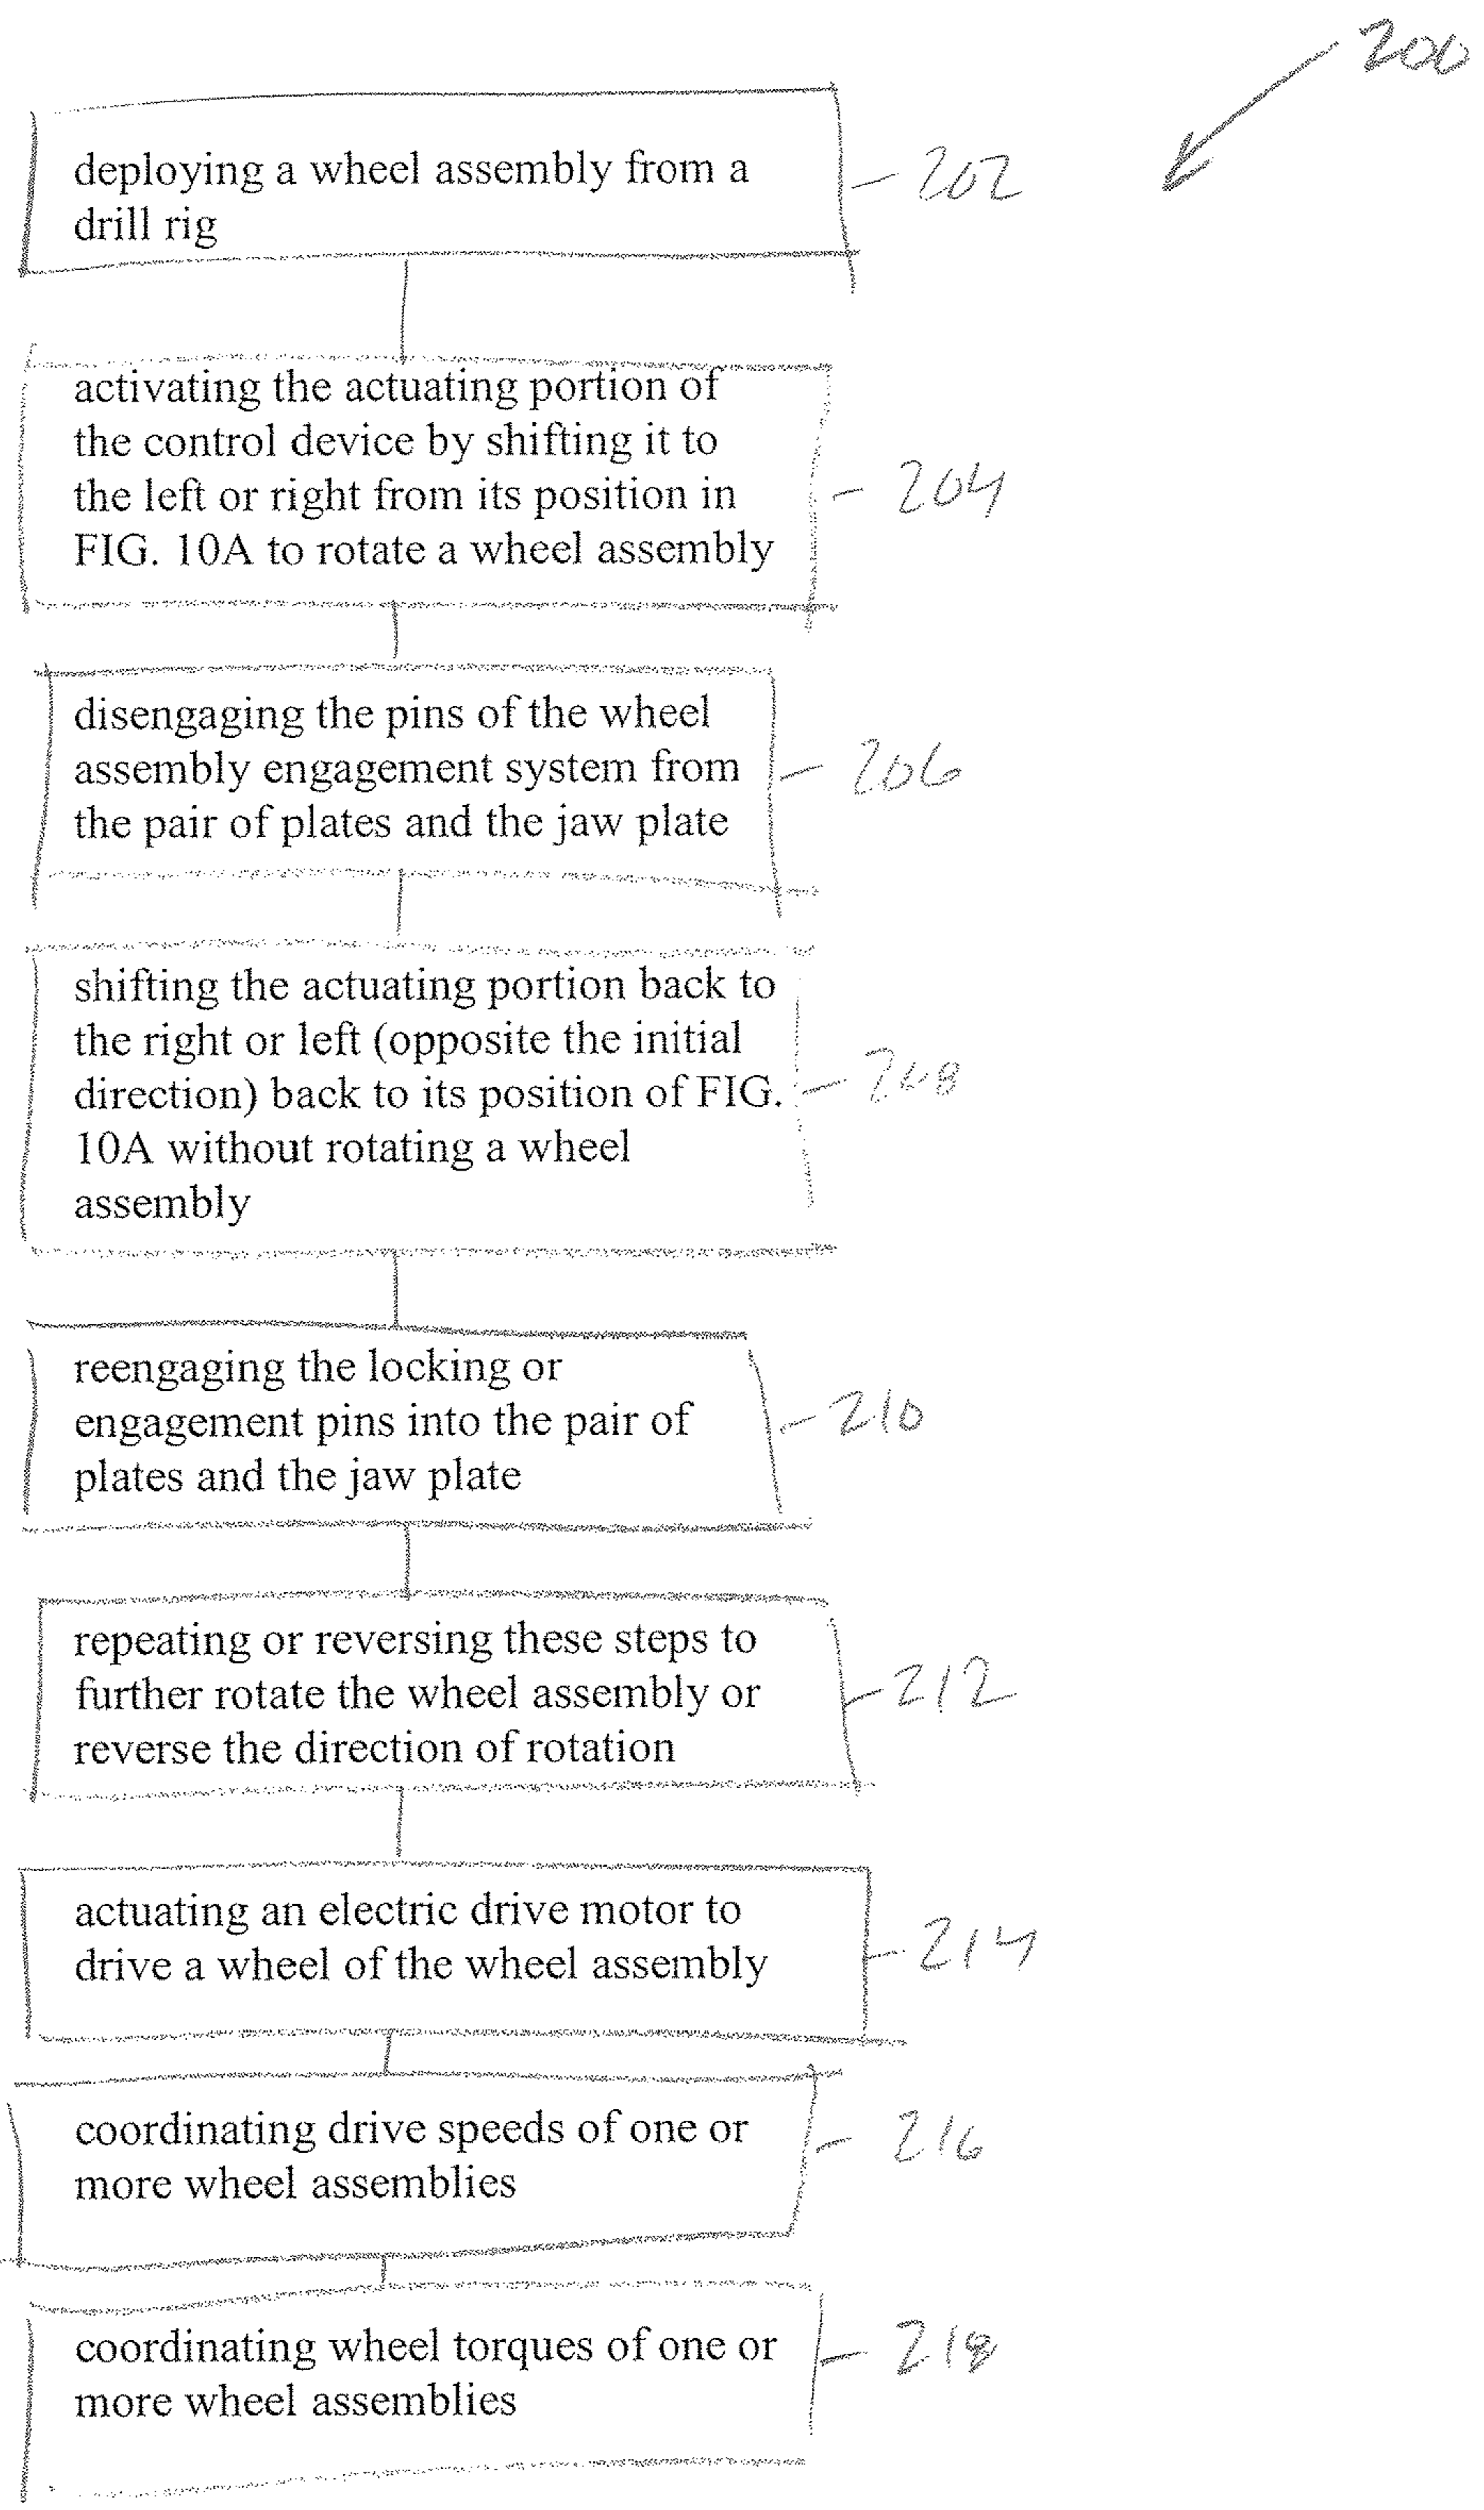 200
deploying a wheel assembly from a
drill rig
202
activating the actuating portion of
the control device by shifting it to
the left or right from its position in
FIG. 10A to rotate a wheel assembly
204
disengaging the pins of the wheel
assembly engagement system from
the pair of plates and the jaw plate
206
shifting the actuating portion back to
the right or left (opposite the initial
direction) back to its position of FIG.
10A without rotating a wheel
assembly
208
reengaging the locking or
engagement pins into the pair of
plates and the jaw plate
210
repeating or reversing these steps to
further rotate the wheel assembly or
reverse the direction of rotation
212
actuating an electric drive motor to
drive a wheel of the wheel assembly
214
coordinating drive speeds of one or
more wheel assemblies
216
coordinating wheel torques of one or
more wheel assemblies
218